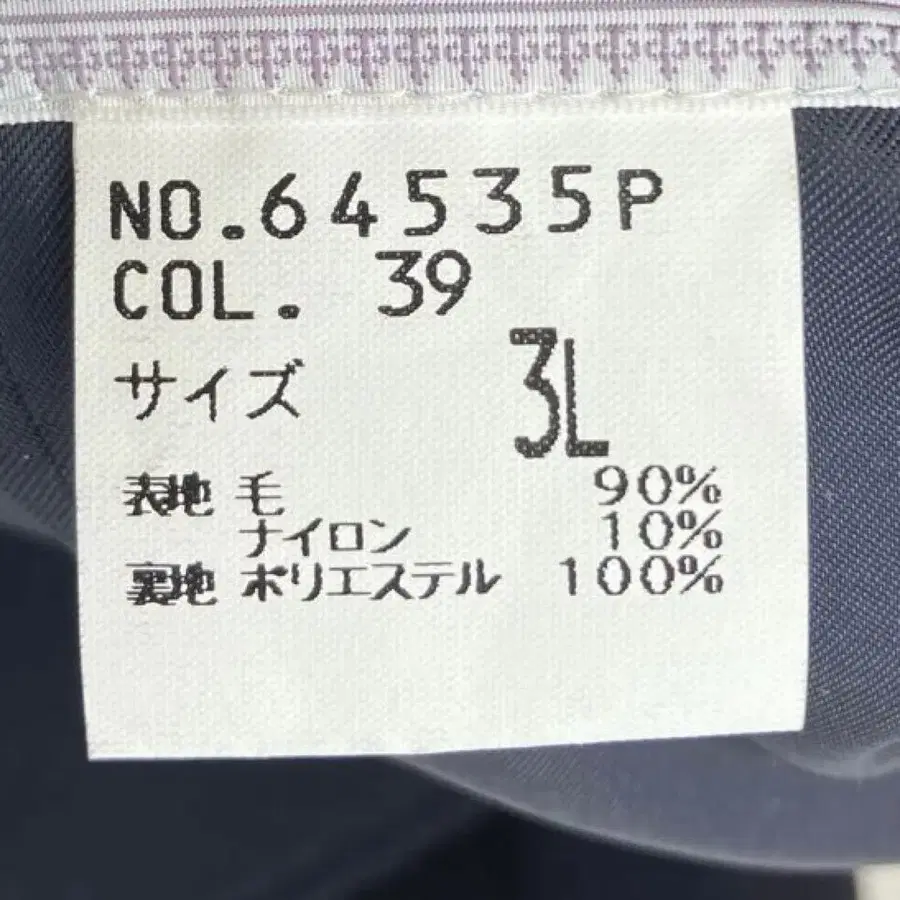 NO.64535P
COL. 39
サイズ 3L
表地 毛 90%
ナイロン 10%
裏地 ポリエステル 100%